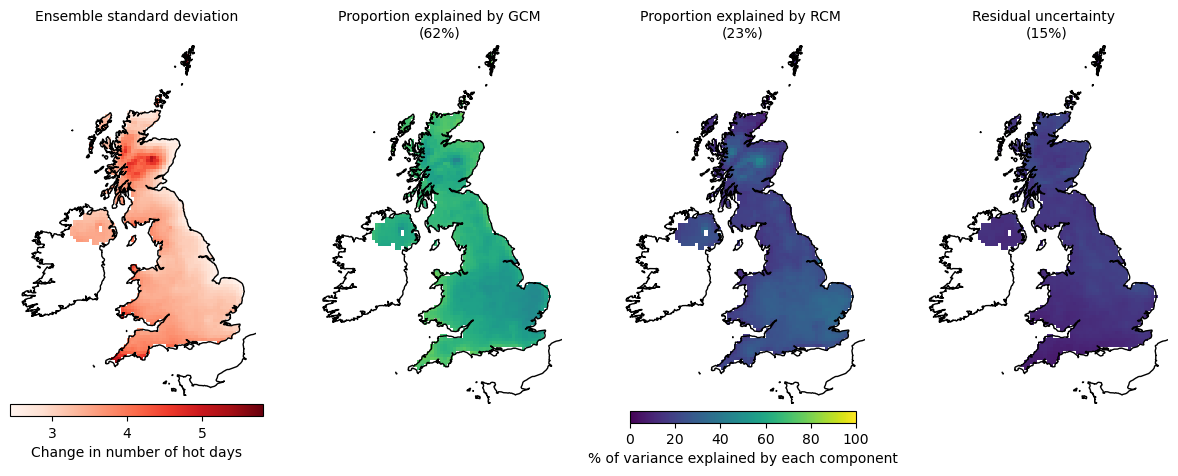 Ensemble standard deviation
Proportion explained by GCM
(62%)
Proportion explained by RCM
(23%)
Residual uncertainty
(15%)
3 4 5
Change in number of hot days
0 20 40 60 80 100
% of variance explained by each component